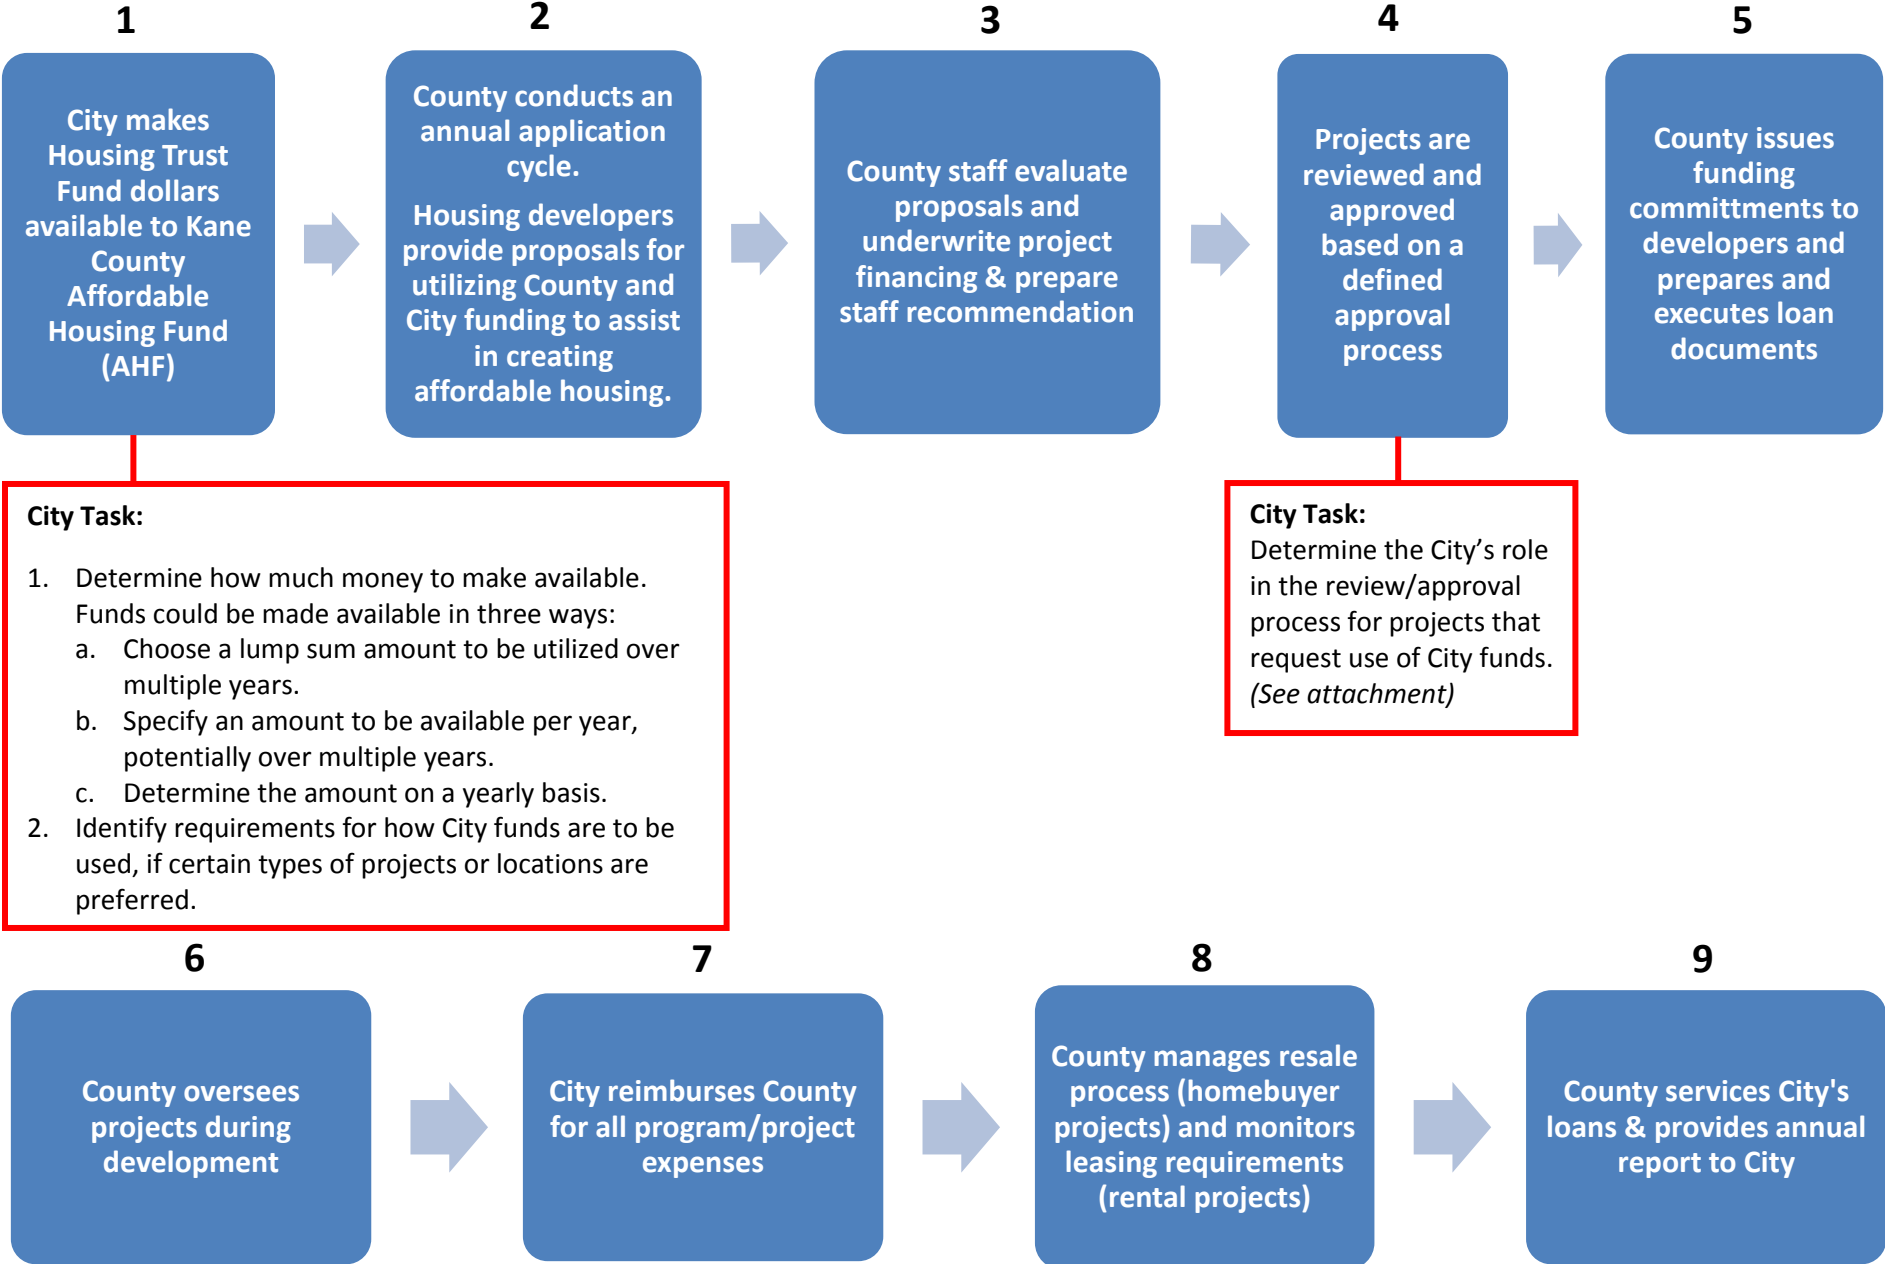 1
City makes
Housing Trust
Fund dollars
available to Kane
County
Affordable
Housing Fund
(AHF)
2
County conducts an
annual application
cycle.
Housing developers
provide proposals for
utilizing County and
City funding to assist
in creating
affordable housing.
3
County staff evaluate
proposals and
underwrite project
financing & prepare
staff recommendation
4
Projects are
reviewed and
approved
based on a
defined
approval
process
5
County issues
funding
committments to
developers and
prepares and
executes loan
documents
City Task:
1. Determine how much money to make available.
Funds could be made available in three ways:
a. Choose a lump sum amount to be utilized over
multiple years.
b. Specify an amount to be available per year,
potentially over multiple years.
c. Determine the amount on a yearly basis.
2. Identify requirements for how City funds are to be
used, if certain types of projects or locations are
preferred.
City Task:
Determine the City’s role
in the review/approval
process for projects that
request use of City funds.
(See attachment)
6
County oversees
projects during
development
7
City reimburses County
for all program/project
expenses
8
County manages resale
process (homebuyer
projects) and monitors
leasing requirements
(rental projects)
9
County services City's
loans & provides annual
report to City